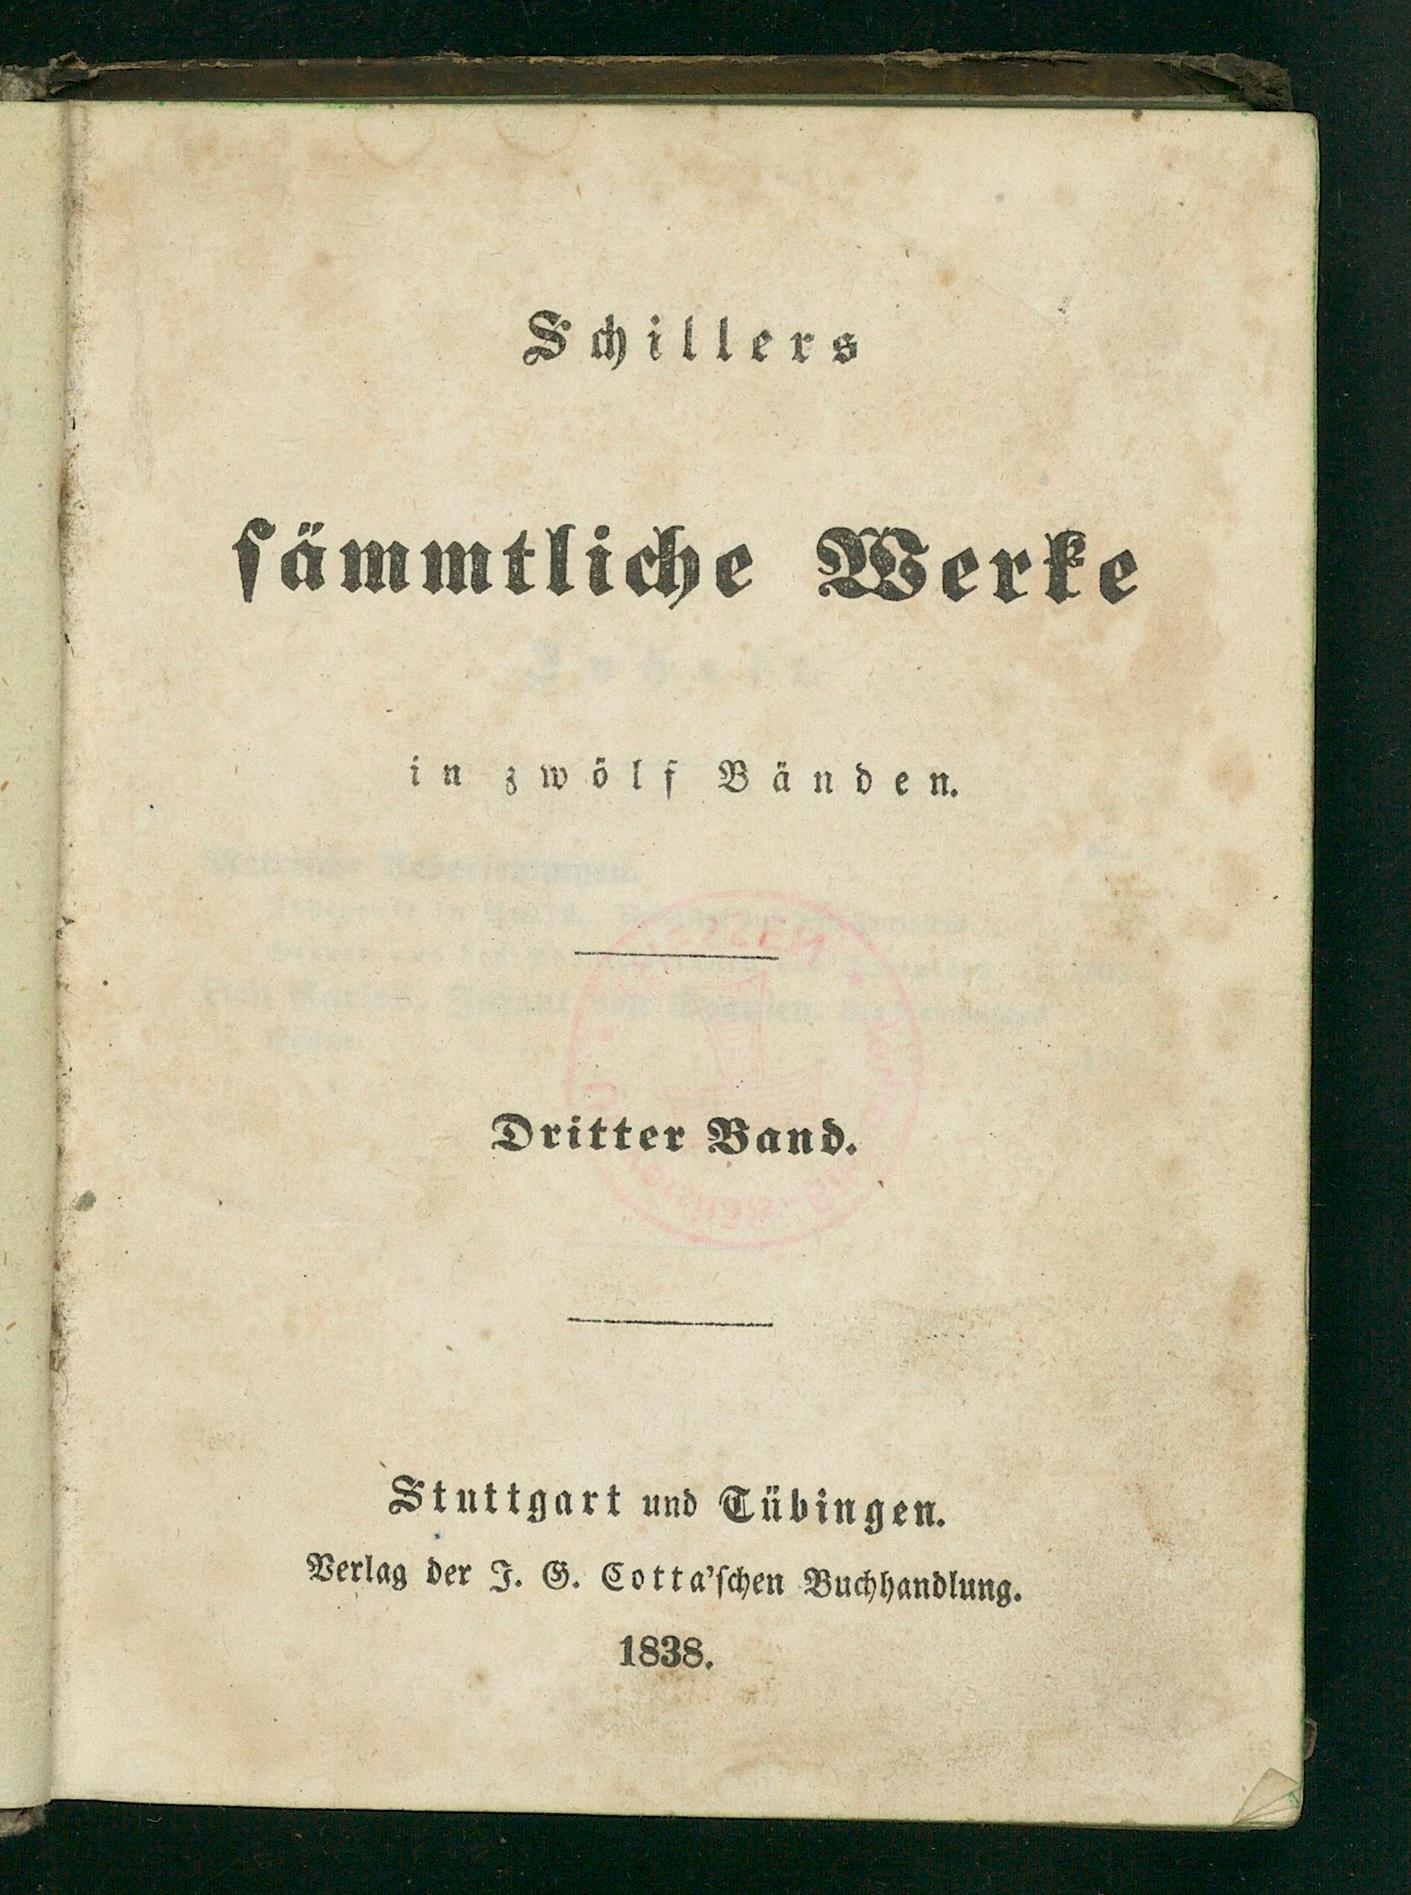 Schillers
ſämmtliche Werke
in zwölf Bänden.
Dritter Band.
Stuttgart und Tübingen.
Verlag der J. G. Cotta'ſchen Buchhandlung.
1838.